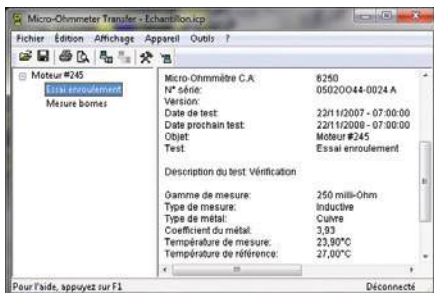 Micro-Ohmmeter Transfer - Echantillon.icp
Fichier Edition Affichage Appareil Outils ?
Moteur #245
Essai enroulement
Mesure bornes
Micro-Ohmmètre C.A 6250
N° série: 05020O44-0024 A
Version:
Date de test: 22/11/2007 - 07:00:00
Date prochain test: 22/11/2008 - 07:00:00
Objet: Moteur #245
Test: Essai enroulement
Description du test: Vérification
Gamme de mesure: 250 milli-Ohm
Type de mesure: Inductive
Type de métal: Cuivre
Coefficient du métal: 3,93
Température de mesure: 23,90°C
Température de référence: 27,00°C
Pour l'aide, appuyez sur F1 Déconnecté